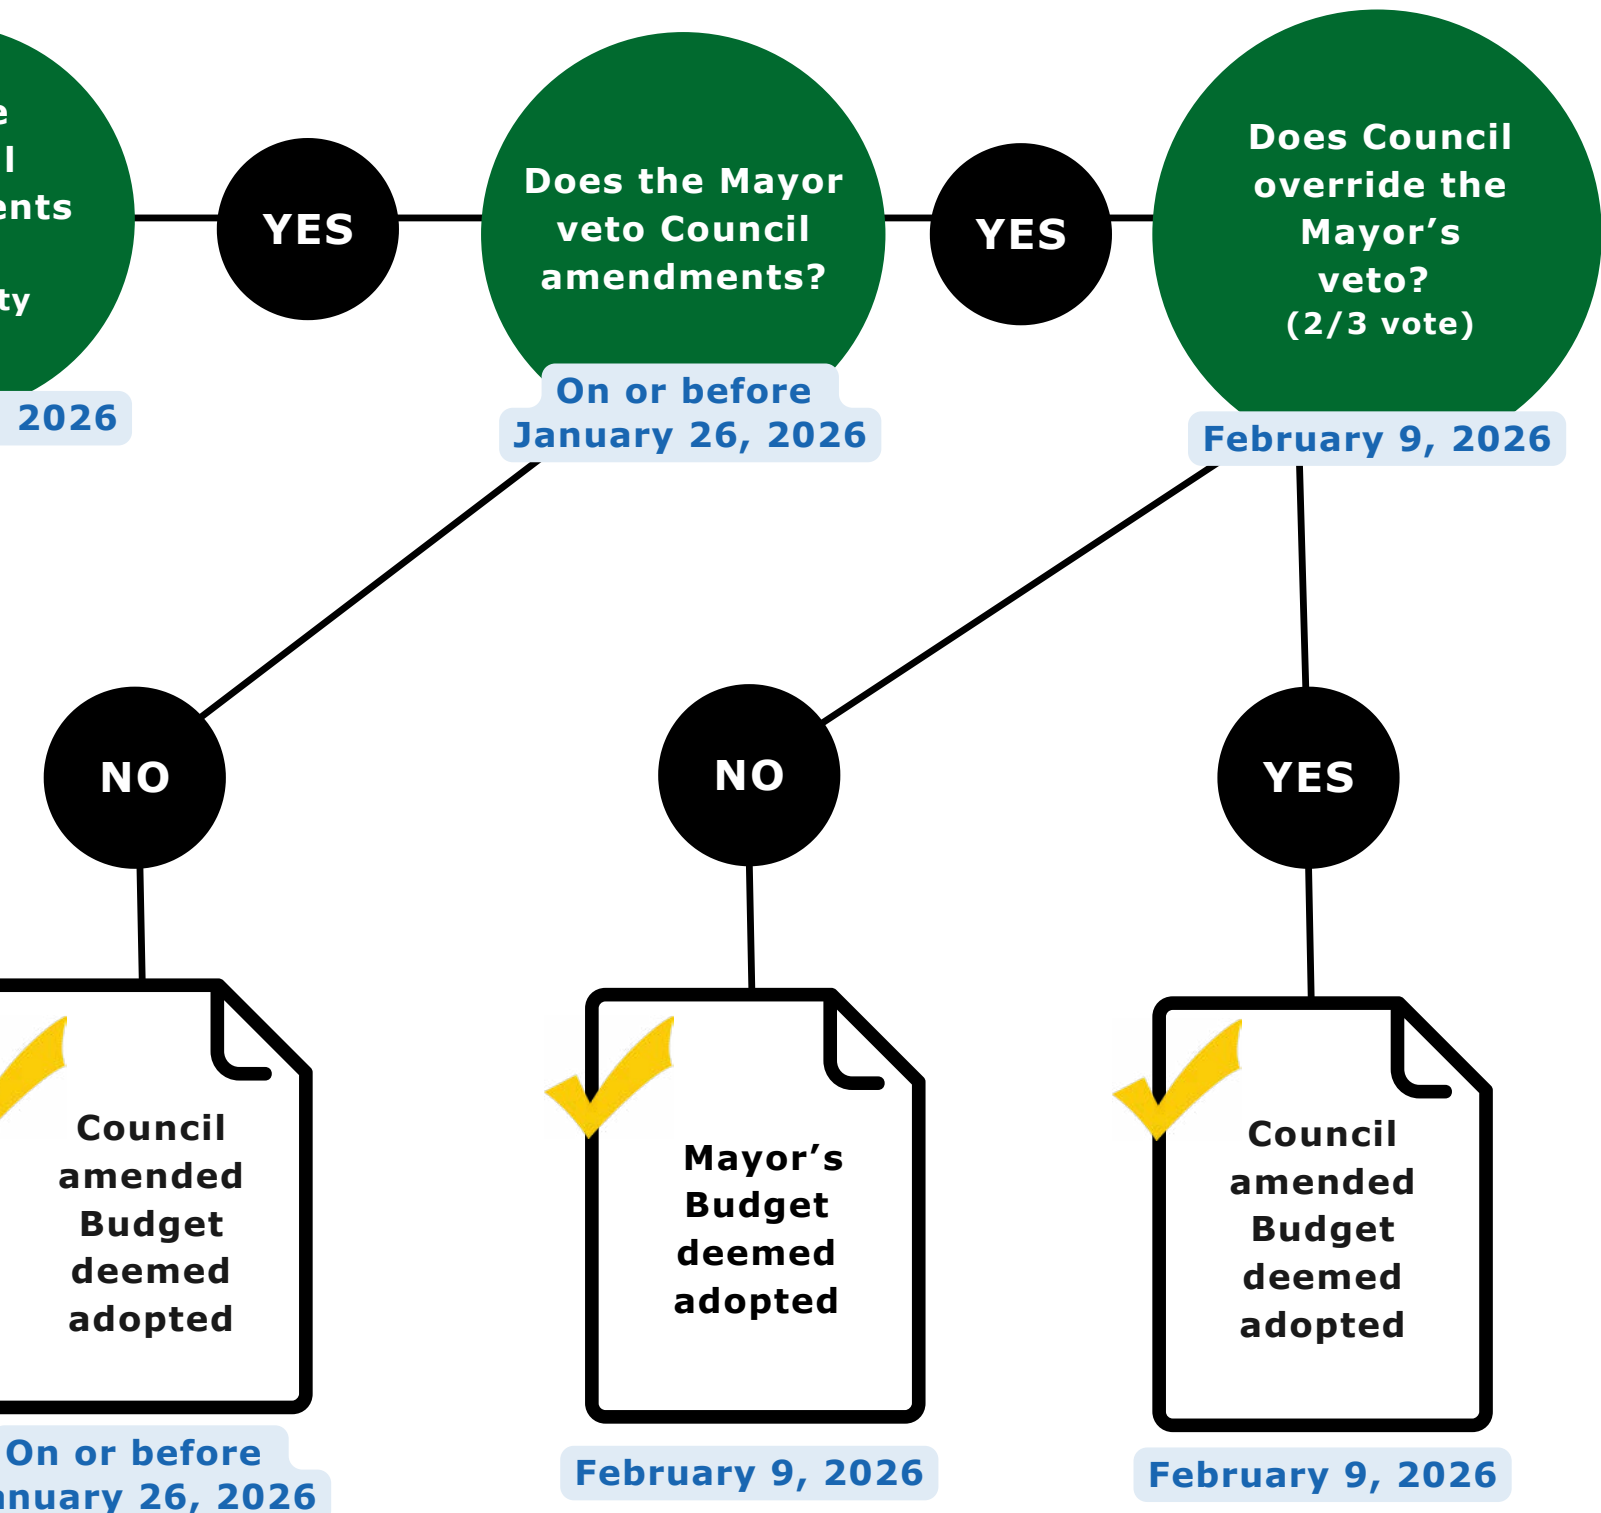 YES
Does the Mayor
veto Council
amendments?
On or before
January 26, 2026
YES
Does Council
override the
Mayor’s
veto?
(2/3 vote)
February 9, 2026
2026
NO
NO
YES
Council
amended
Budget
deemed
adopted
On or before
26, 2026
Mayor’s
Budget
deemed
adopted
February 9, 2026
Council
amended
Budget
deemed
adopted
February 9, 2026